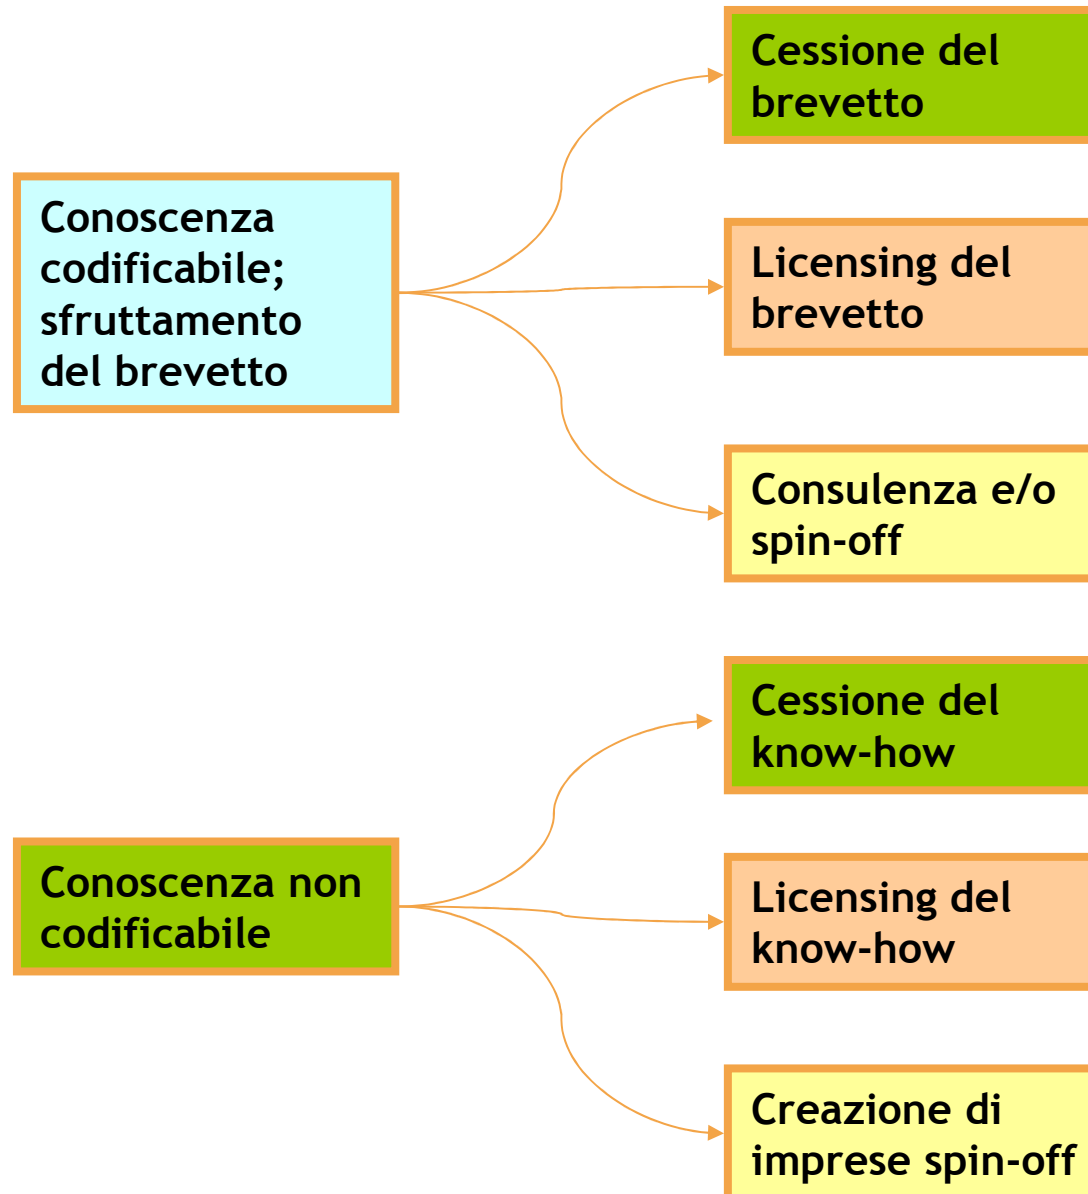 Cessione del
brevetto
Conoscenza
codificabile;
sfruttamento
del brevetto
Licensing del
brevetto
Consulenza e/o
spin-off
Cessione del
know-how
Conoscenza non
codificabile
Licensing del
know-how
Creazione di
imprese spin-off